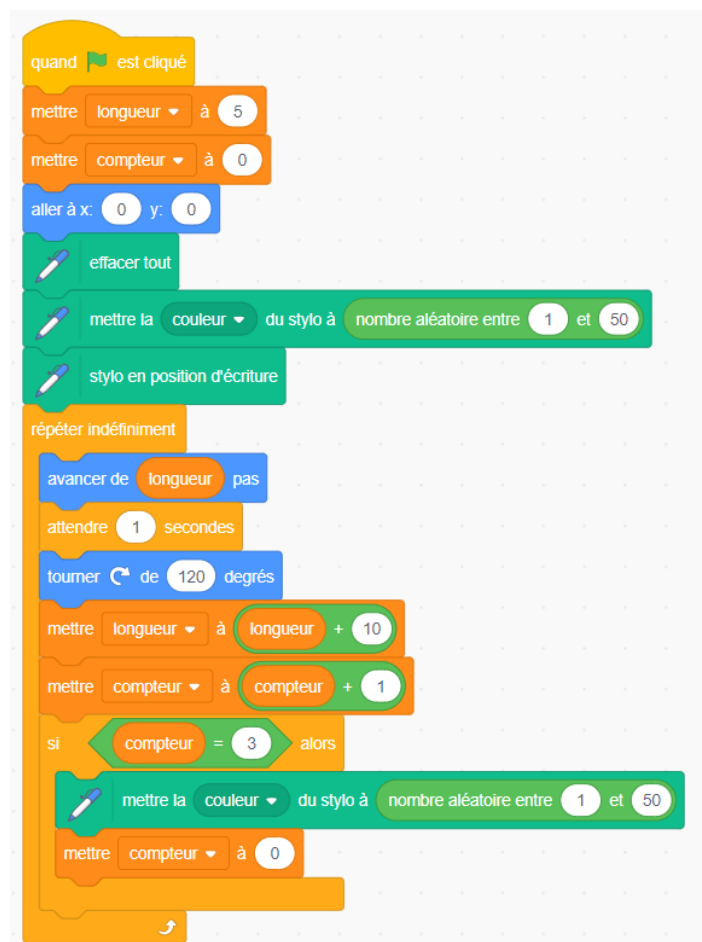 quand est cliqué
mettre longueur à 5
mettre compteur à 0
aller à x: 0 y: 0
effacer tout
mettre la couleur du stylo à nombre aléatoire entre 1 et 50
stylo en position d'écriture
répéter indéfiniment
avancer de longueur pas
attendre 1 secondes
tourner de 120 degrés
mettre longueur à longueur + 10
mettre compteur à compteur + 1
si compteur = 3 alors
mettre la couleur du stylo à nombre aléatoire entre 1 et 50
mettre compteur à 0